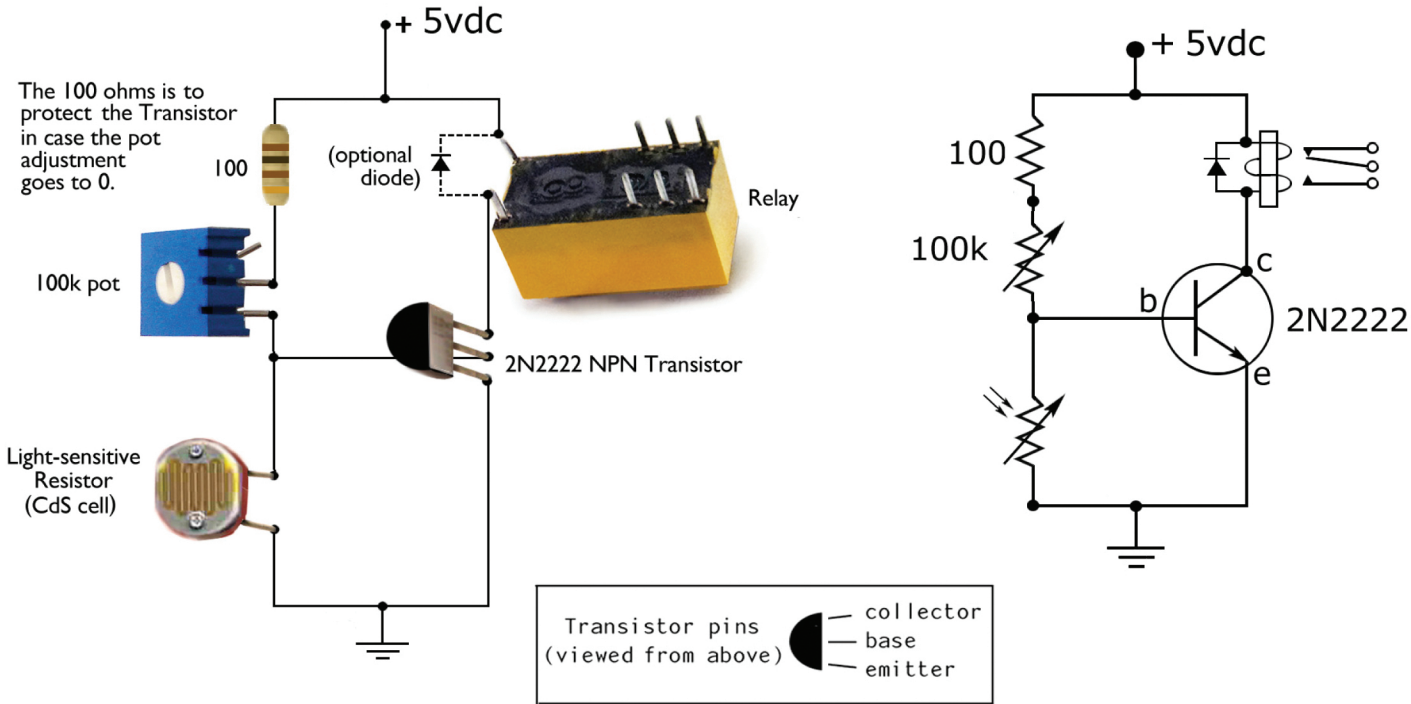 + 5vdc
The 100 ohms is to
protect the Transistor
in case the pot
adjustment
goes to 0.
100
(optional
diode)
Relay
100k pot
2N2222 NPN Transistor
Light-sensitive
Resistor
(CdS cell)
Transistor pins
(viewed from above)
collector
base
emitter
+ 5vdc
100
100k
c
b
2N2222
e